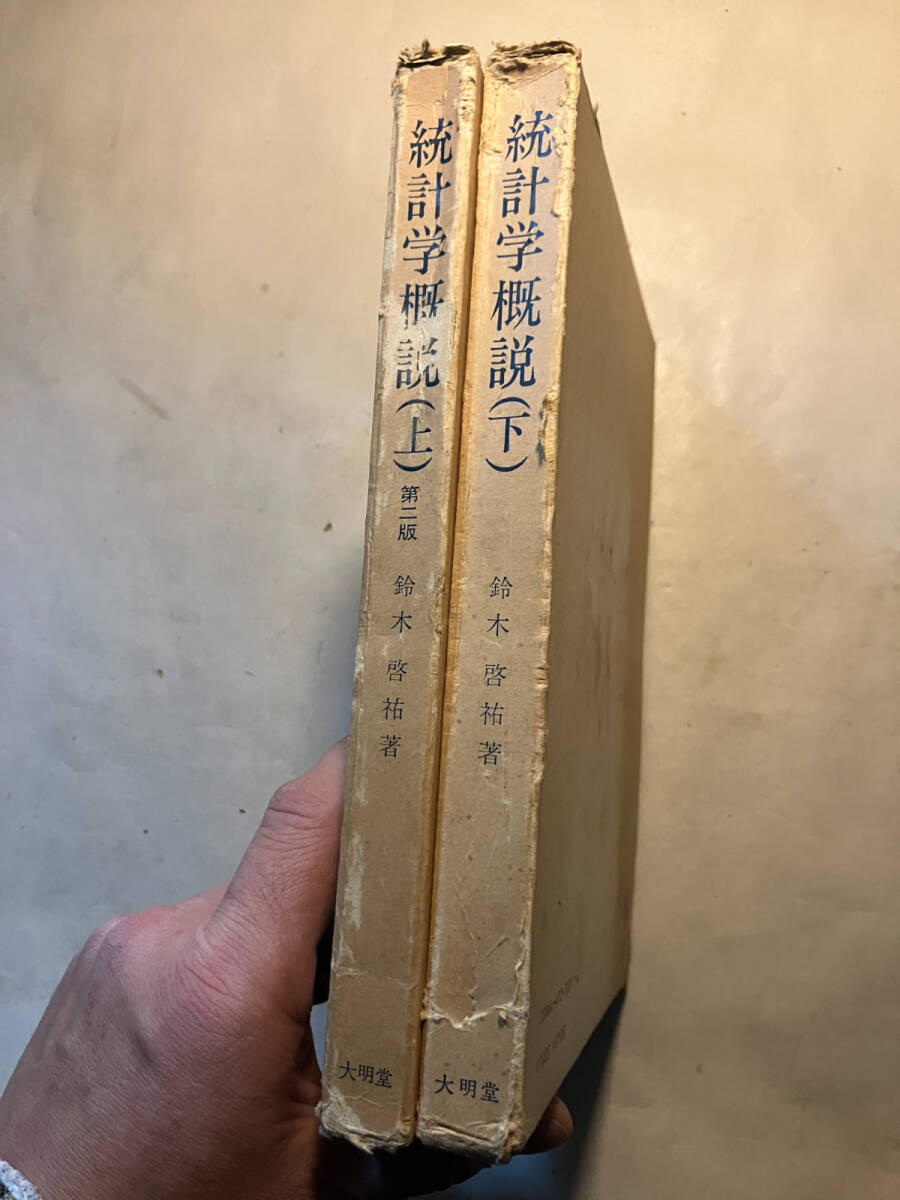 統計学概説(上)
第二版
鈴木啓祐著
大明堂
統計学概説(下)
鈴木啓祐著
大明堂